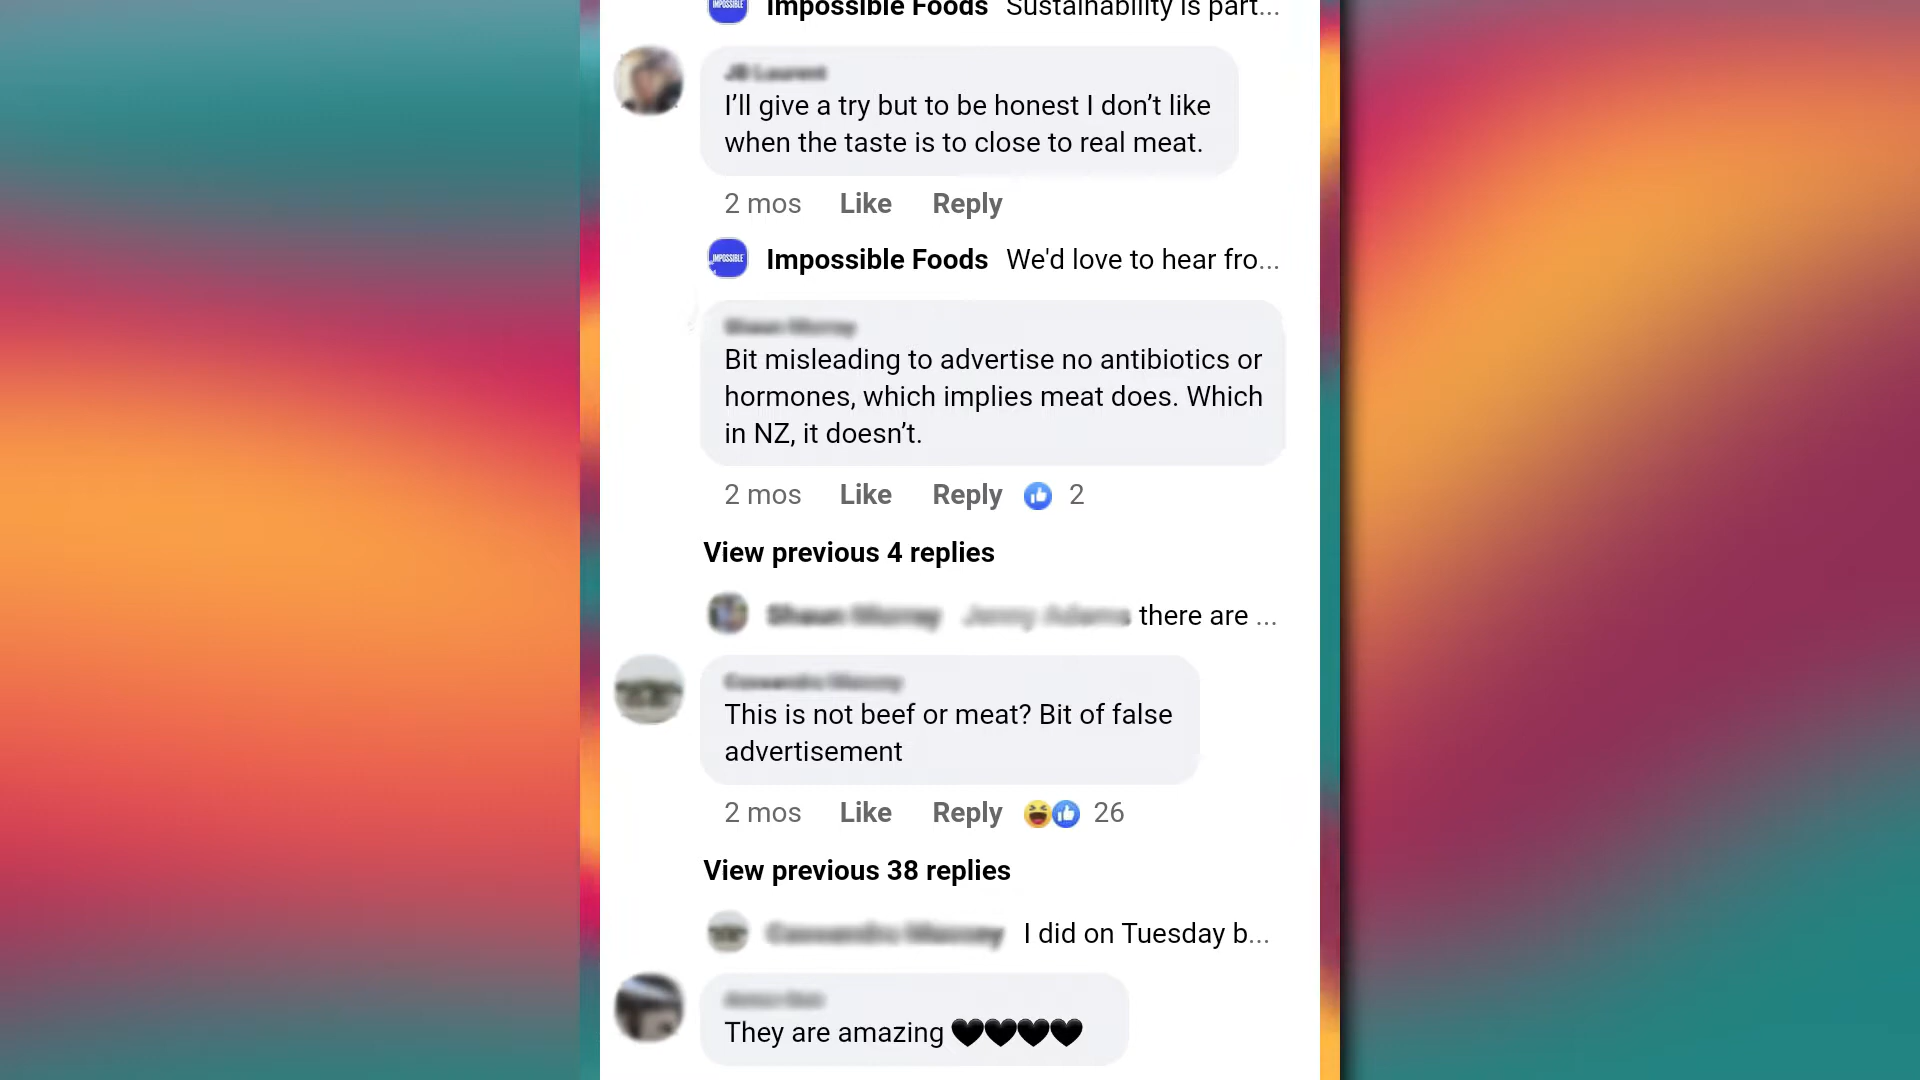 IMPOSSIBLE
Impossible Foods Sustainability is part...
I’ll give a try but to be honest I don’t like
when the taste is to close to real meat.
2 mos Like Reply
IMPOSSIBLE
Impossible Foods We'd love to hear fro...
Bit misleading to advertise no antibiotics or
hormones, which implies meat does. Which
in NZ, it doesn’t.
2 mos Like Reply 2
View previous 4 replies
there are ...
This is not beef or meat? Bit of false
advertisement
2 mos Like Reply 26
View previous 38 replies
I did on Tuesday b...
They are amazing 🖤🖤🖤🖤